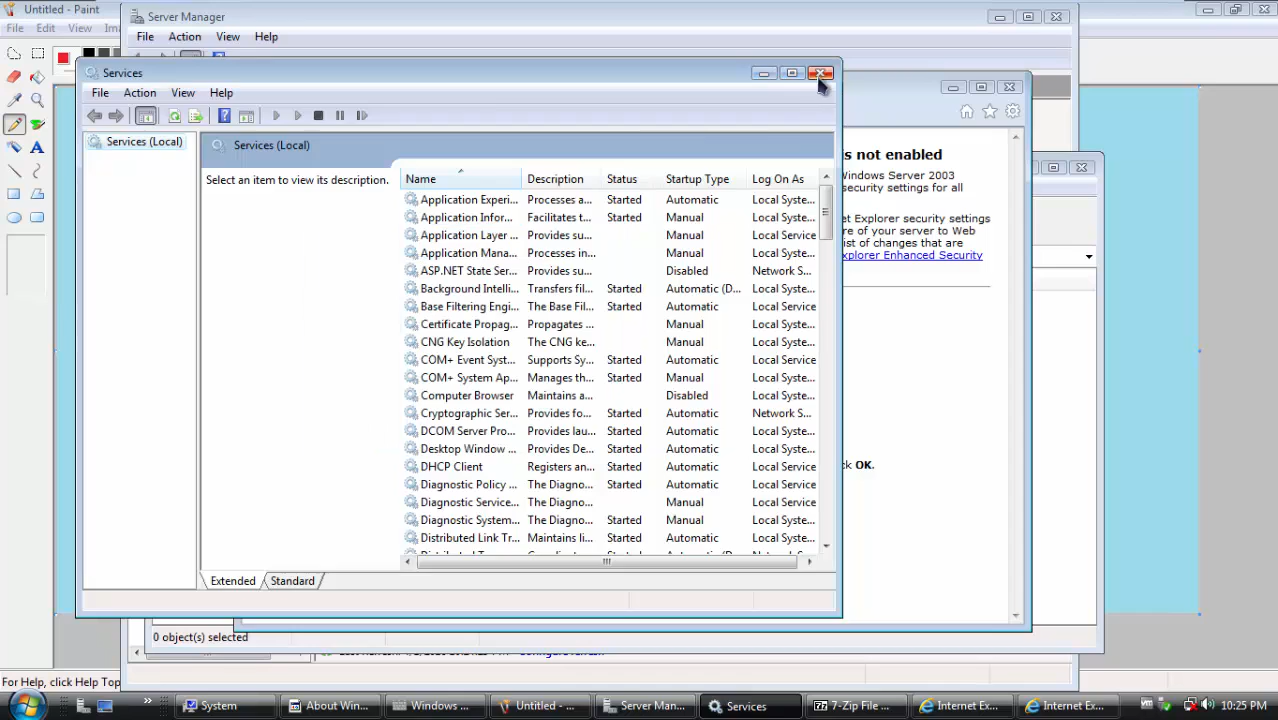 Untitled - Paint
File Edit View
Server Manager
File Action View Help
Services
File Action View Help
Services (Local)
Services (Local)
Select an item to view its description.
Name Description Status Startup Type Log On As
Application Experi... Processes a... Started Automatic Local Syste...
Application Infor... Facilitates t... Started Manual Local Syste...
Application Layer ... Provides su... Manual Local Service
Application Mana... Processes in... Manual Local Syste...
ASP.NET State Ser... Provides su... Disabled Network S...
Background Intelli... Transfers fil... Started Automatic (D... Local Syste...
Base Filtering Engi... The Base Fil... Started Automatic Local Service
Certificate Propag... Propagates ... Manual Local Syste...
CNG Key Isolation The CNG ke... Manual Local Syste...
COM+ Event Syst... Supports Sy... Started Automatic Local Service
COM+ System Ap... Manages th... Started Manual Local Syste...
Computer Browser Maintains a... Disabled Local Syste...
Cryptographic Ser... Provides fo... Started Automatic Network S...
DCOM Server Pro... Provides lau... Started Automatic Local Syste...
Desktop Window ... Provides De... Started Automatic Local Syste...
DHCP Client Registers an... Started Automatic Local Service
Diagnostic Policy ... The Diagno... Started Automatic Local Service
Diagnostic Service... The Diagno... Manual Local Service
Diagnostic System... The Diagno... Started Manual Local Syste...
Distributed Link Tr... Maintains li... Started Automatic Local Syste...
Extended Standard
is not enabled
Windows Server 2003
security settings for all
et Explorer security settings
re of your server to Web
ist of changes that are
xplorer Enhanced Security
ck OK.
0 object(s) selected
For Help, click Help Top
System About Win... Windows ... Untitled - ... Server Man... Services 7-Zip File ... Internet Ex... Internet Ex... 10:25 PM